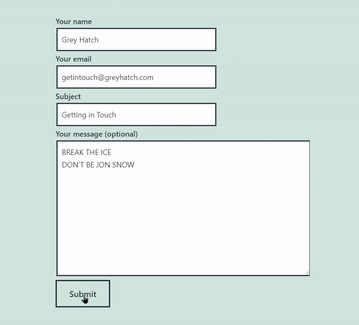 Your name
Grey Hatch
Your email
getintouch@greyhatch.com
Subject
Getting in Touch
Your message (optional)
BREAK THE ICE
DON'T BE JON SNOW
Submit